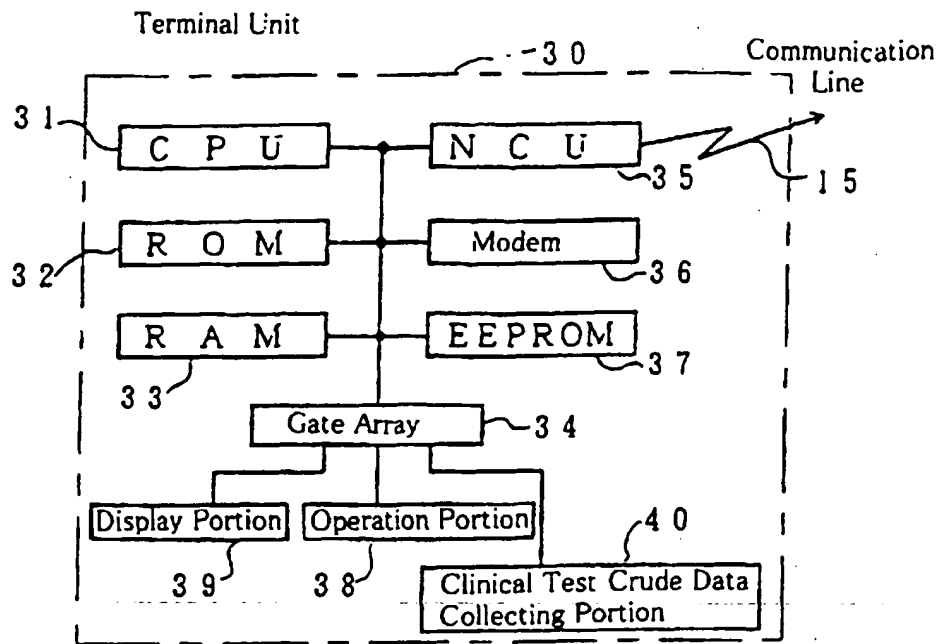 Terminal Unit
30
Communication
Line
31
CPU
NCU
35
15
32
ROM
Modem
36
RAM
EEPROM
33
37
Gate Array
34
Display Portion
Operation Portion
39
38
40
Clinical Test Crude Data
Collecting Portion